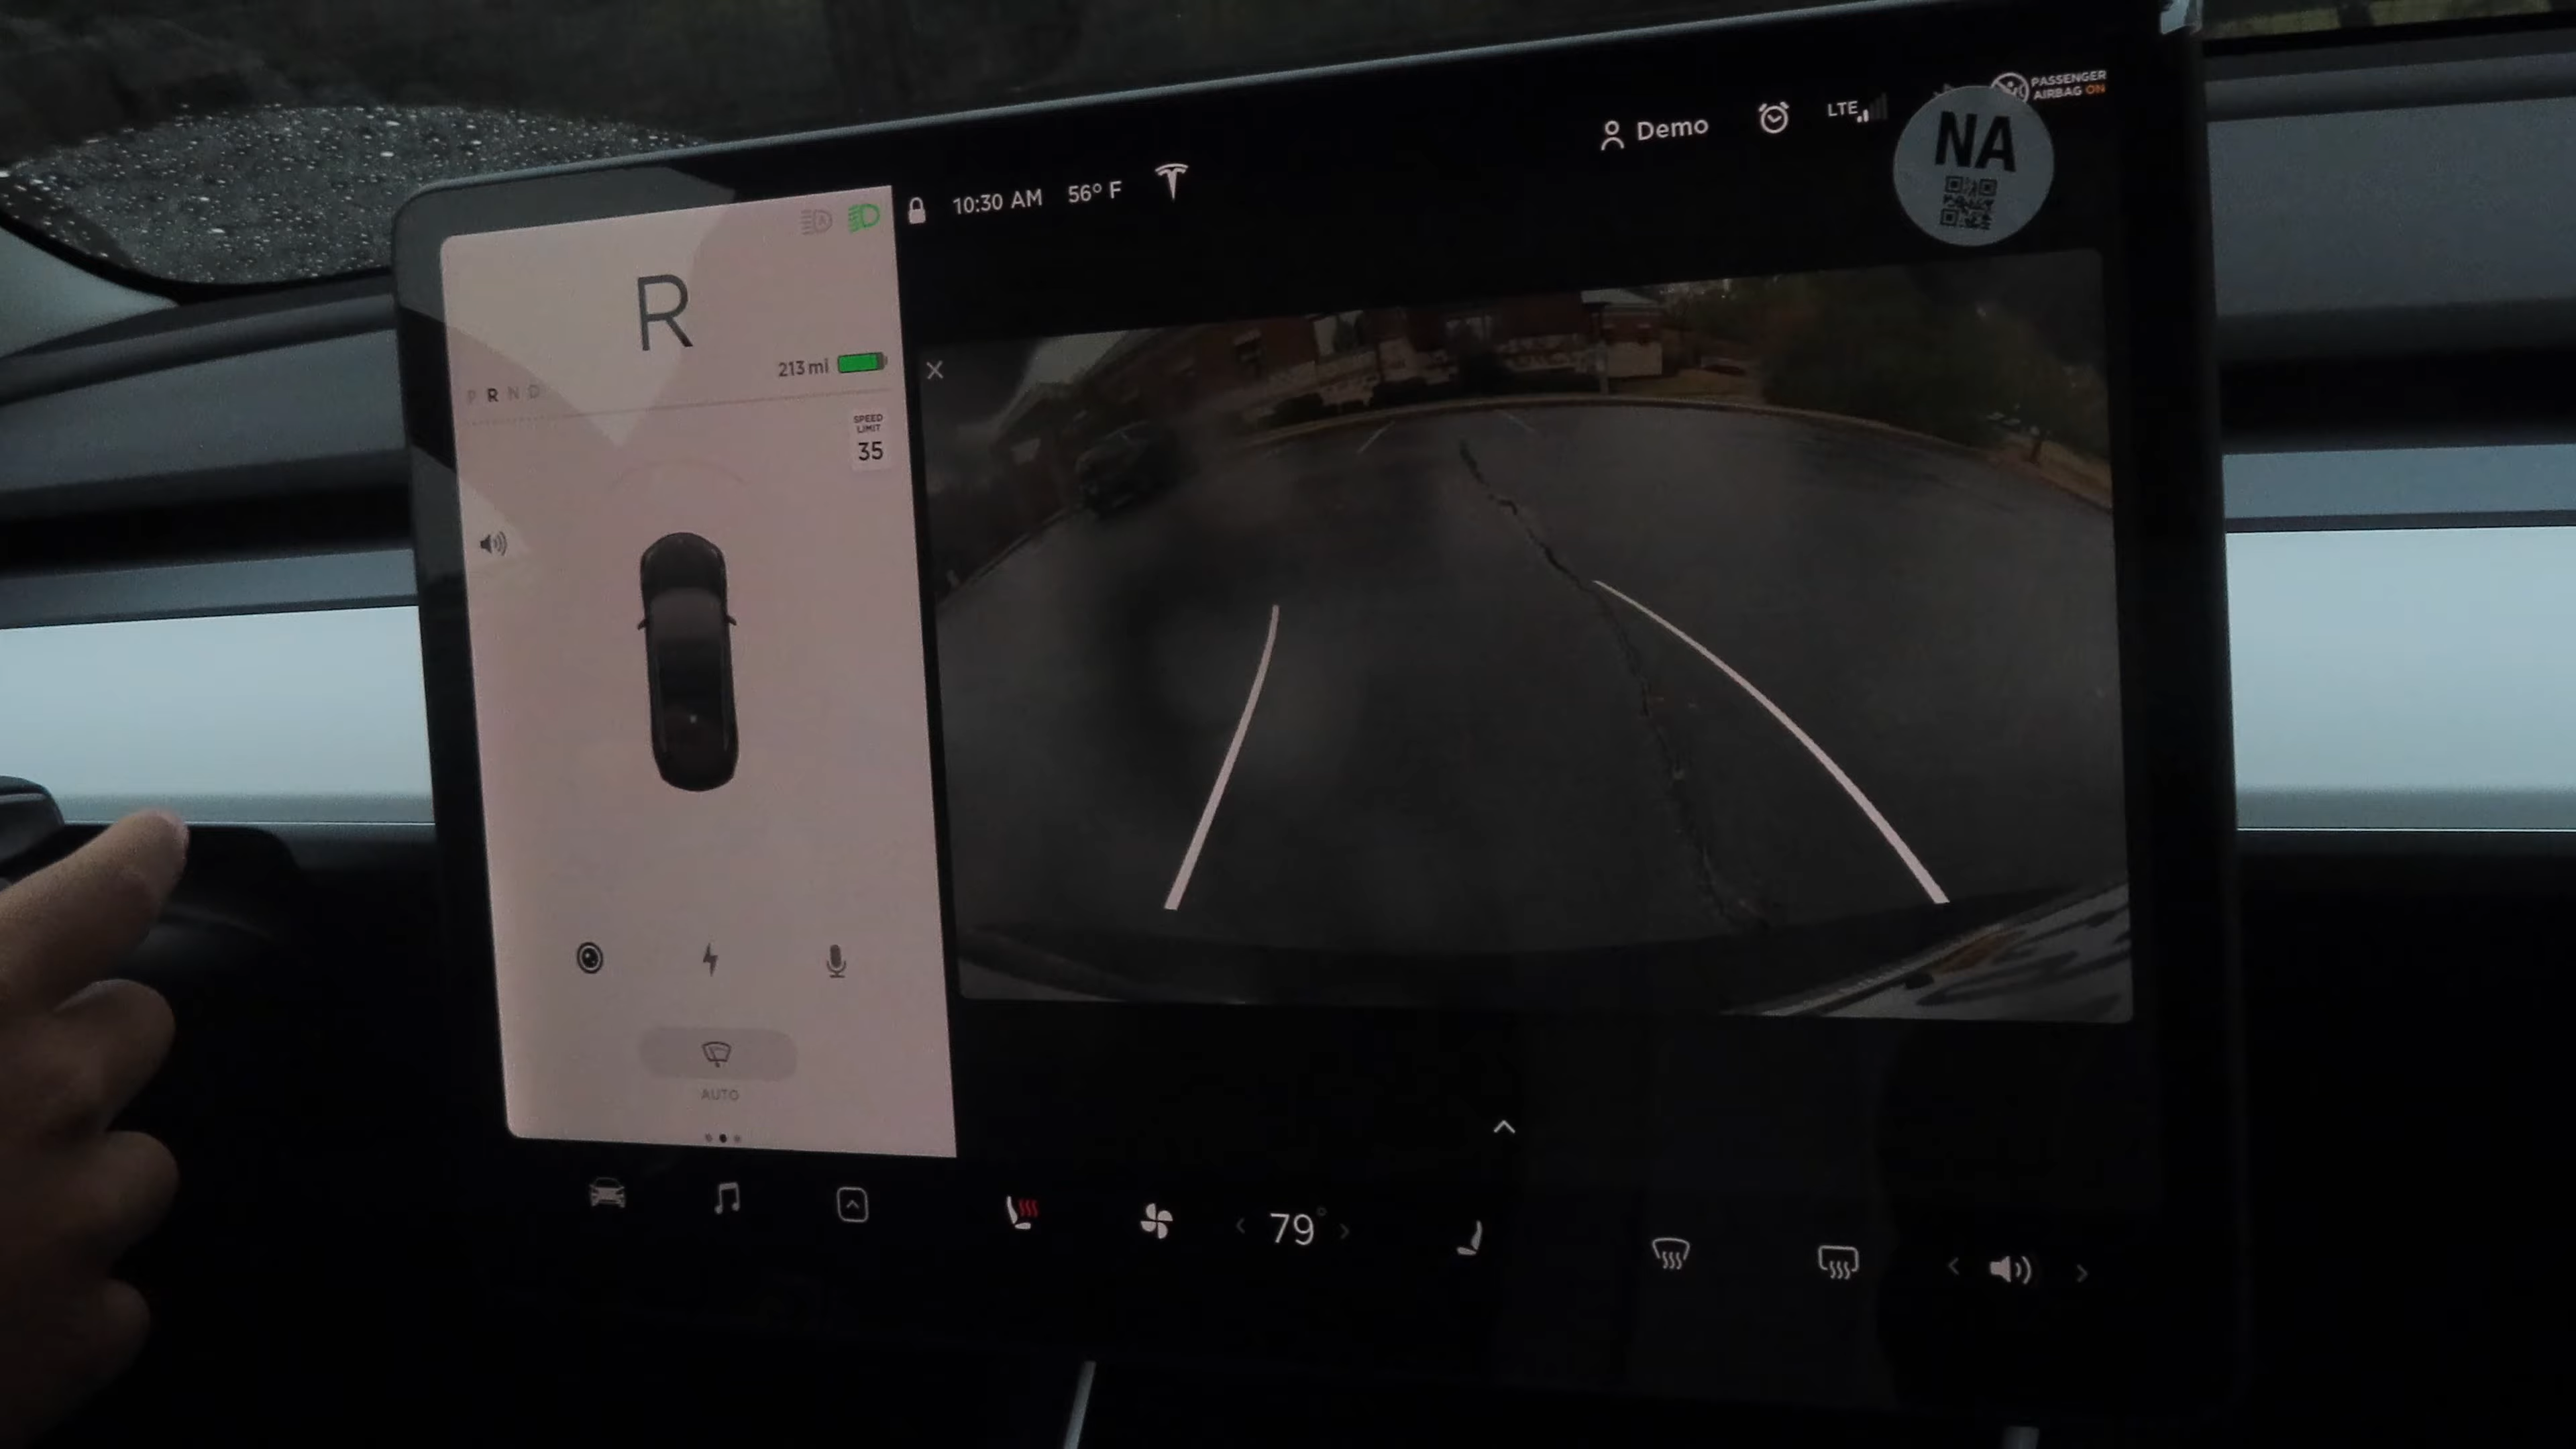 PASSENGER
AIRBAG ON
Demo
LTE
NA
10:30 AM 56° F
R
213 mi
P R N D
SPEED
LIMIT
35
AUTO
79°